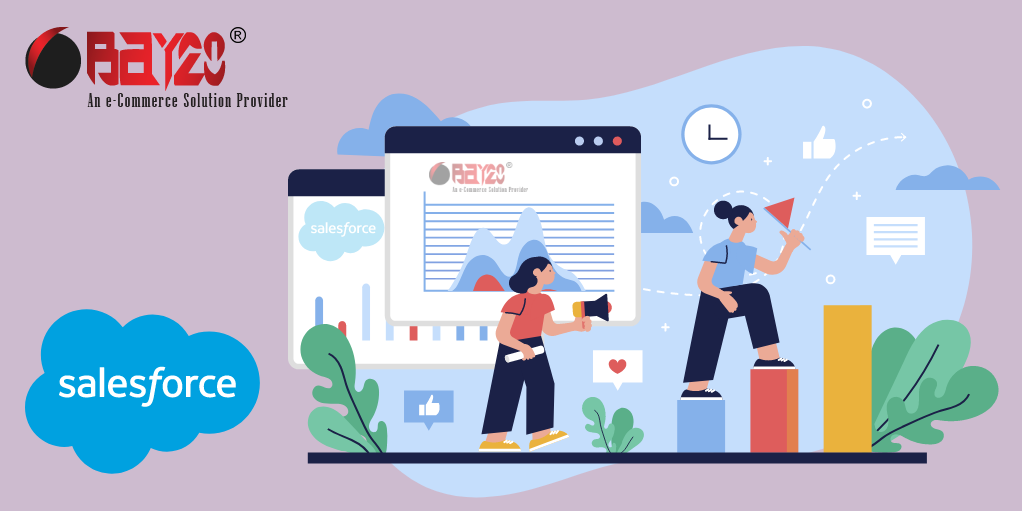 BAY20®
An e-Commerce Solution Provider
BAY20®
An e-Commerce Solution Provider
salesforce
salesforce